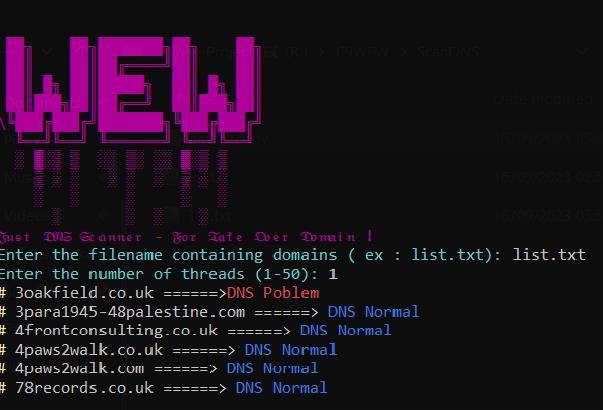 WEW
Just DNS Scanner - For Take Over Domain !
Enter the filename containing domains ( ex : list.txt): list.txt
Enter the number of threads (1-50): 1
# 3oakfield.co.uk ======>DNS Poblem
# 3para1945-48palestine.com ======> DNS Normal
# 4frontconsulting.co.uk ======> DNS Normal
# 4paws2walk.co.uk ======> DNS Normal
# 4paws2walk.com ======> DNS Normal
# 78records.co.uk ======> DNS Normal